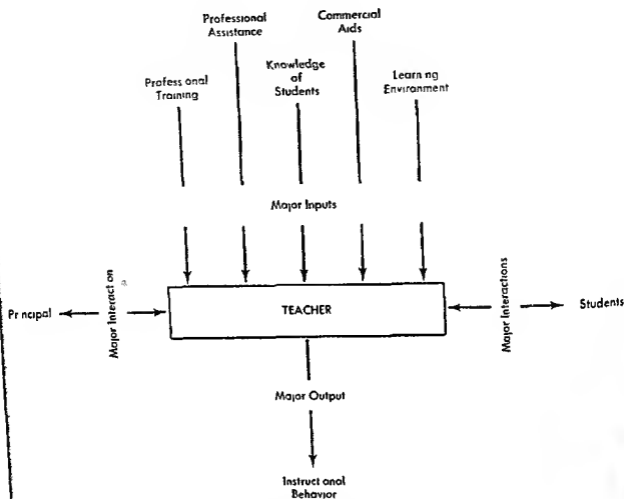 Professional
Assistance
Commercial
Aids
Profess onal
Training
Knowledge
of
Students
Learn ng
Environment
Major Inputs
Pr ncipal
Major Interact on
TEACHER
Major Interactions
Students
Major Output
Instruct onal
Behavior